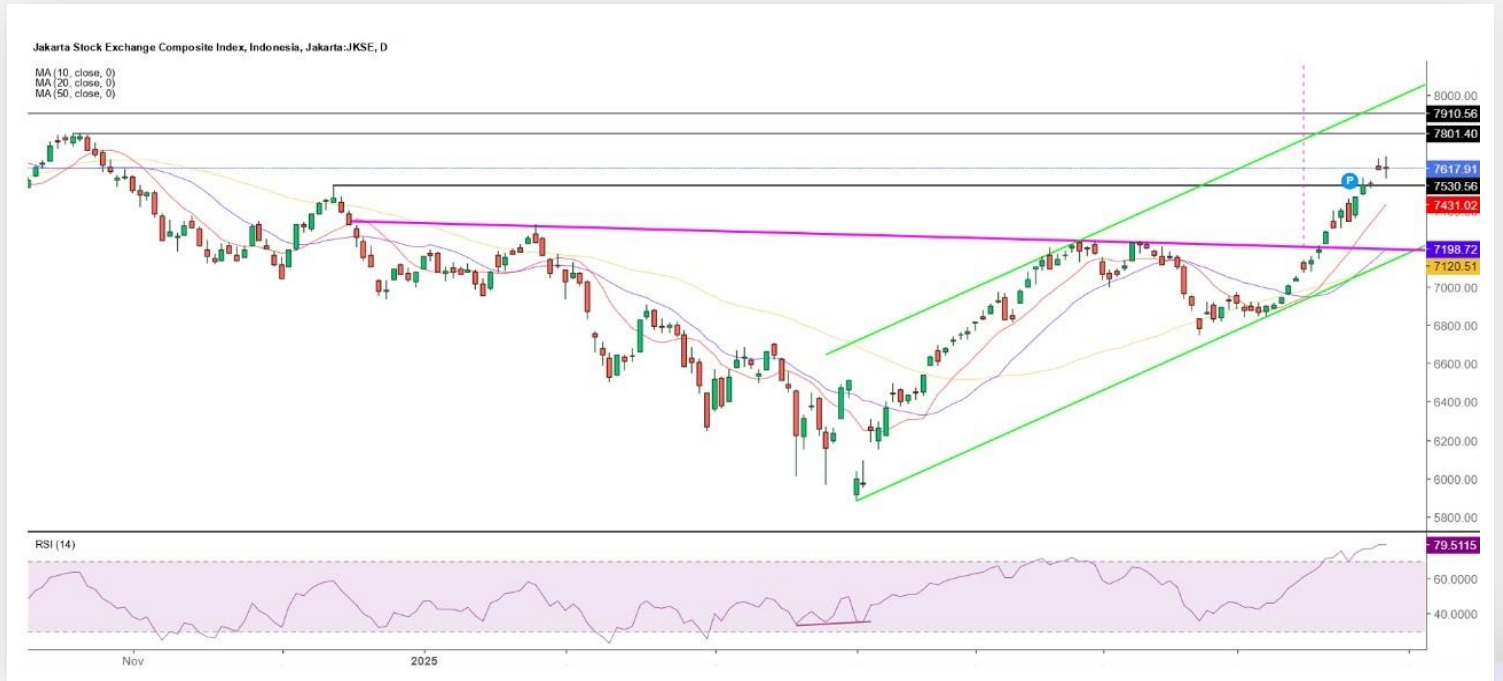 Jakarta Stock Exchange Composite Index, Indonesia, Jakarta:JKSE, D
MA (10, close, 0)
MA (20, close, 0)
MA (50, close, 0)
8000.00
7910.56
7801.40
7617.91
7530.56
7431.02
7198.72
7120.51
7000.00
6800.00
6600.00
6400.00
6200.00
6000.00
5800.00
P
RSI (14)
79.5115
60.0000
40.0000
Nov
2025